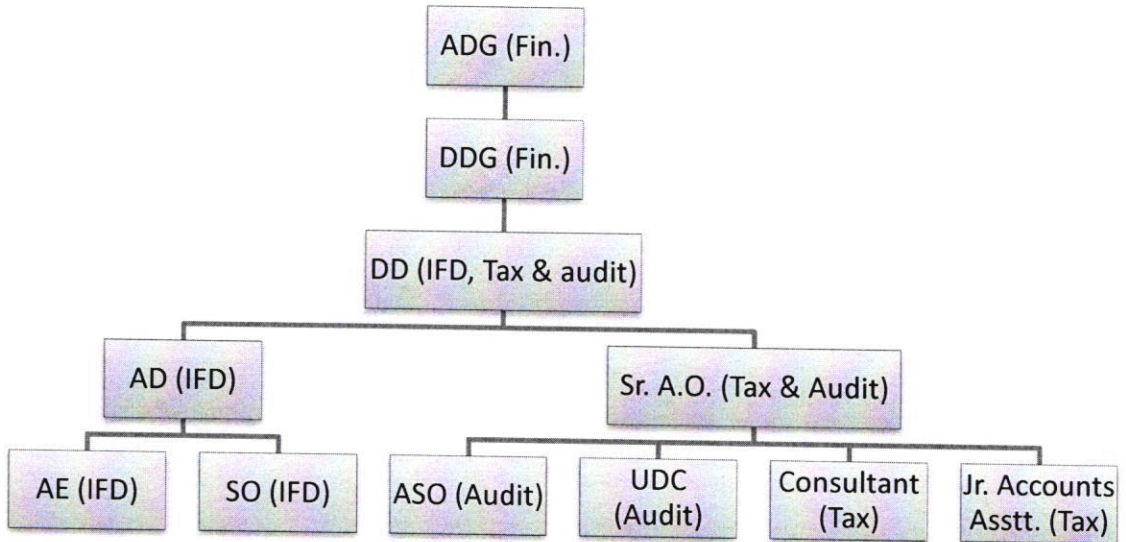 ADG (Fin.)
DDG (Fin.)
DD (IFD, Tax & audit)
AD (IFD)
Sr. A.O. (Tax & Audit)
AE (IFD)
SO (IFD)
ASO (Audit)
UDC
(Audit)
Consultant
(Tax)
Jr. Accounts
Asstt. (Tax)